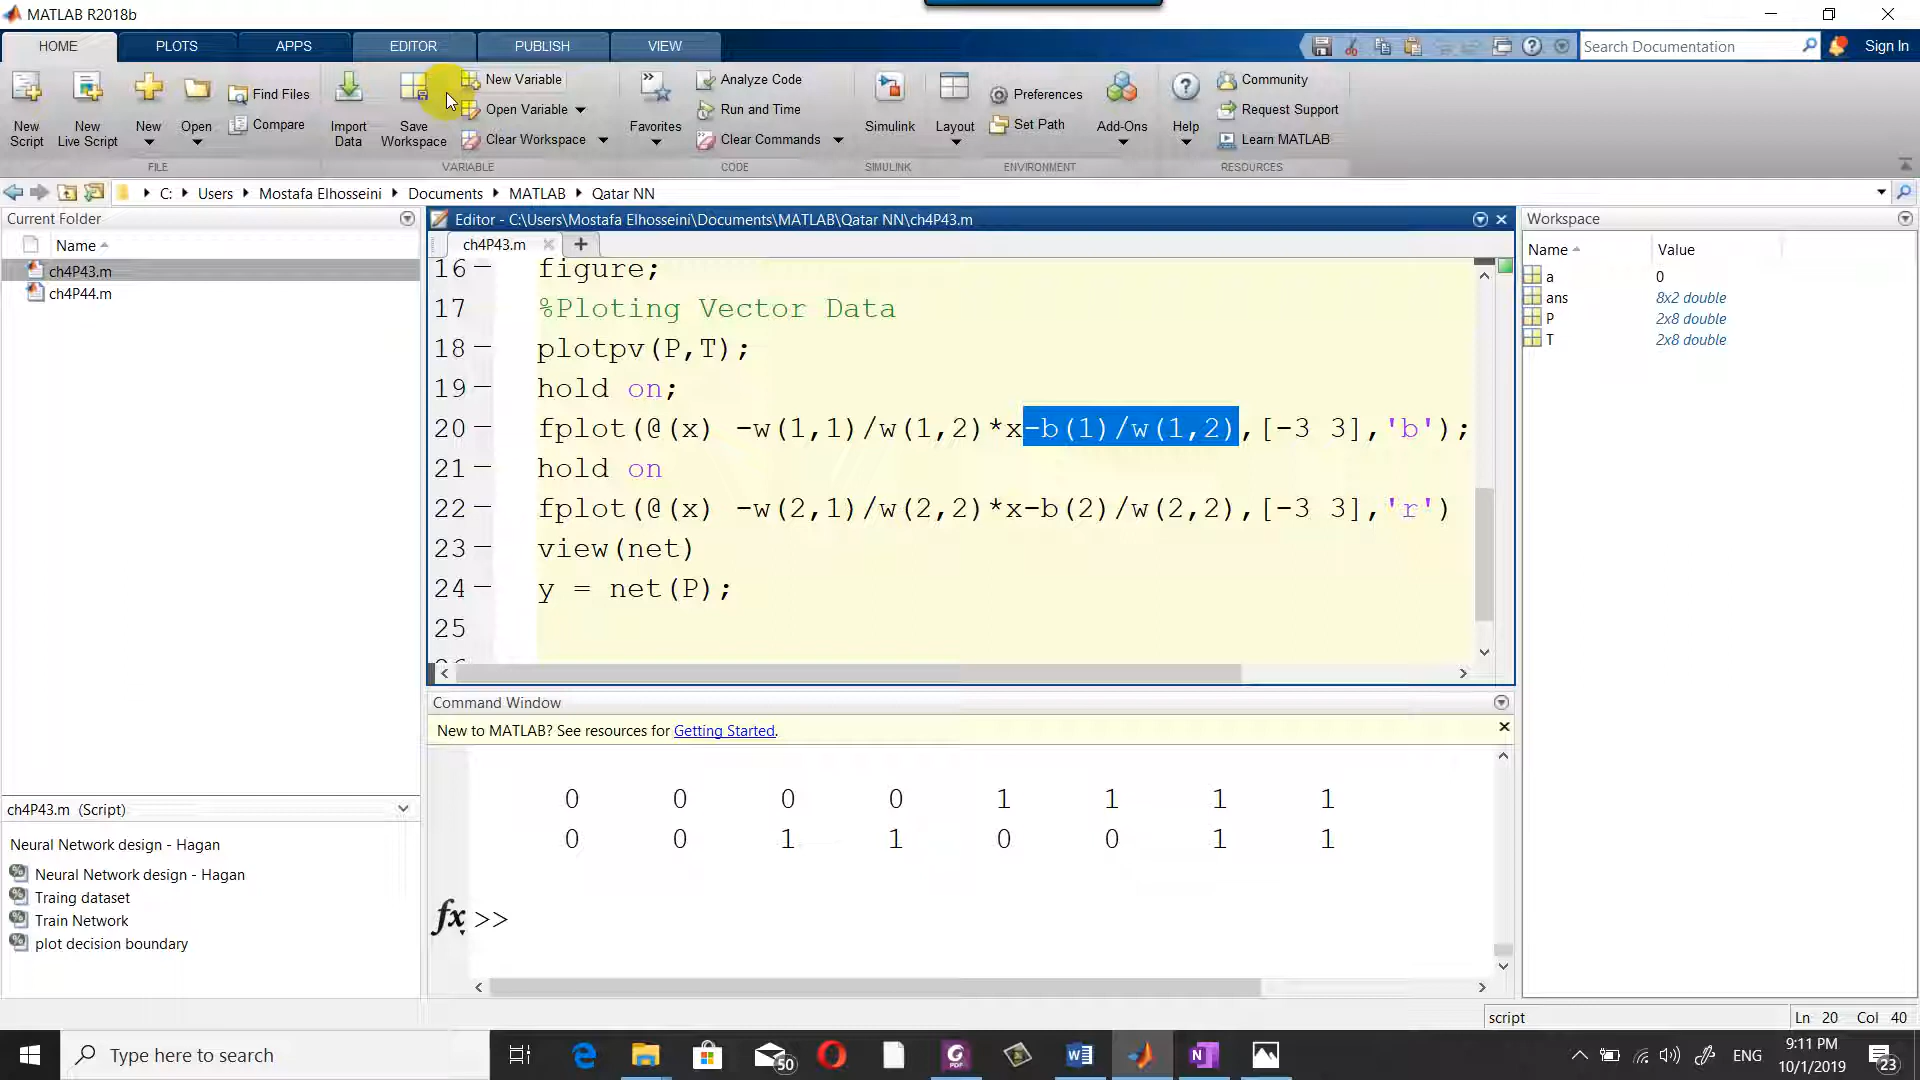 MATLAB R2018b
HOME PLOTS APPS EDITOR PUBLISH VIEW
Search Documentation
Sign In
New Script
New Live Script
New
Open
Find Files
Compare
FILE
Import Data
Save Workspace
New Variable
Open Variable
Clear Workspace
VARIABLE
Favorites
Analyze Code
Run and Time
Clear Commands
CODE
Simulink
SIMULINK
Layout
Preferences
Set Path
Add-Ons
ENVIRONMENT
Help
Community
Request Support
Learn MATLAB
RESOURCES
C: Users Mostafa Elhosseini Documents MATLAB Qatar NN
Current Folder
Name
ch4P43.m
ch4P44.m
ch4P43.m (Script)
Neural Network design - Hagan
Neural Network design - Hagan
Traing dataset
Train Network
plot decision boundary
Editor - C:\Users\Mostafa Elhosseini\Documents\MATLAB\Qatar NN\ch4P43.m
ch4P43.m
16 figure;
17 %Ploting Vector Data
18 plotpv(P,T);
19 hold on;
20 fplot(@(x) -w(1,1)/w(1,2)*x-b(1)/w(1,2),[-3 3],'b');
21 hold on
22 fplot(@(x) -w(2,1)/w(2,2)*x-b(2)/w(2,2),[-3 3],'r')
23 view(net)
24 y = net(P);
25
Command Window
New to MATLAB? See resources for Getting Started.
0 0 0 0 1 1 1 1
0 0 1 1 0 0 1 1
fx >>
Workspace
Name Value
a 0
ans 8x2 double
P 2x8 double
T 2x8 double
script Ln 20 Col 40
Type here to search
50
ENG
9:11 PM
10/1/2019
23